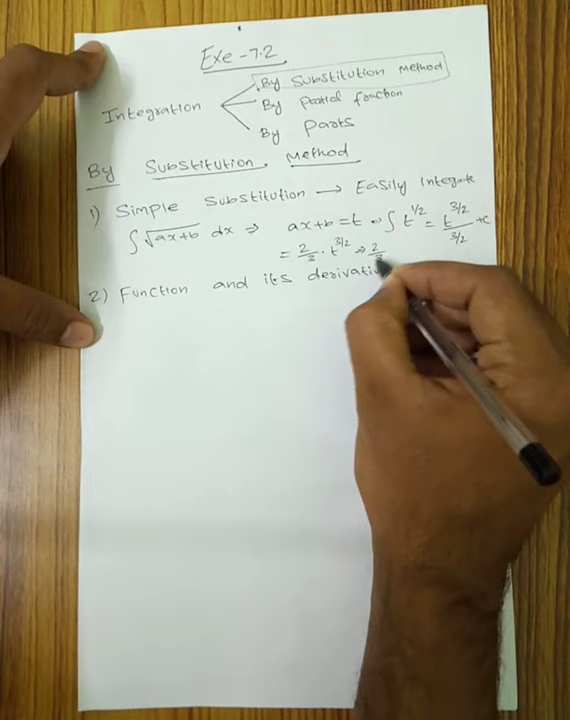 Exe-7.2
By Substitution Method
Integration By Partial fraction
By Parts
By Substitution Method
1) Simple Substitution → Easily Integrate
∫√ax+b dx ⇒ ax+b=t ⇒ ∫ t^1/2 = t^3/2 / 3/2 +c
= 2/3 · t^3/2 ⇒ 2/3
2) Function and its derivati